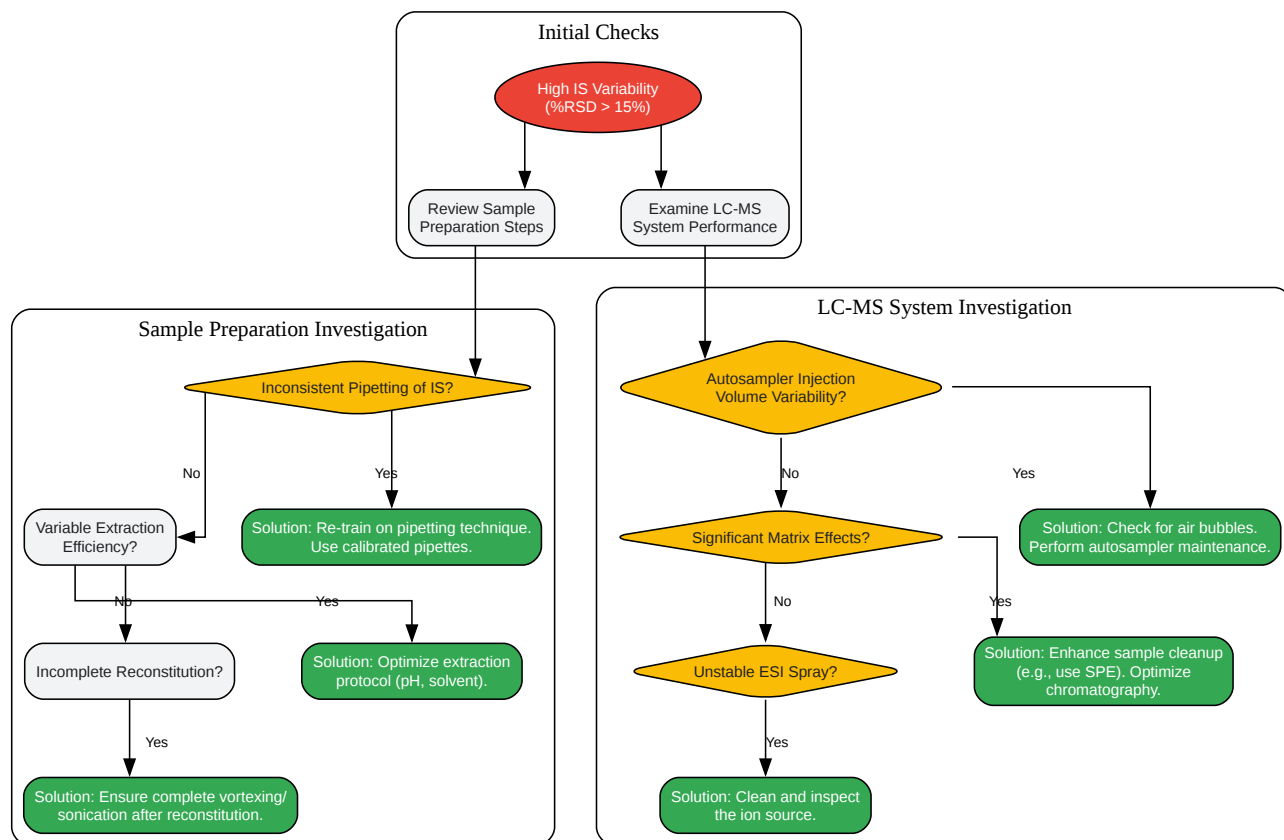 Initial Checks
High IS Variability
(%RSD > 15%)
Review Sample
Preparation Steps
Examine LC-MS
System Performance
Sample Preparation Investigation
Inconsistent Pipetting of IS?
No
Yes
Variable Extraction
Efficiency?
Solution: Re-train on pipetting technique.
Use calibrated pipettes.
No
Yes
Incomplete Reconstitution?
Solution: Optimize extraction
protocol (pH, solvent).
Yes
Solution: Ensure complete vortexing/
sonication after reconstitution.
LC-MS System Investigation
Autosampler Injection
Volume Variability?
No
Yes
Significant Matrix Effects?
Solution: Check for air bubbles.
Perform autosampler maintenance.
No
Yes
Unstable ESI Spray?
Solution: Enhance sample cleanup
(e.g., use SPE). Optimize
chromatography.
Yes
Solution: Clean and inspect
the ion source.